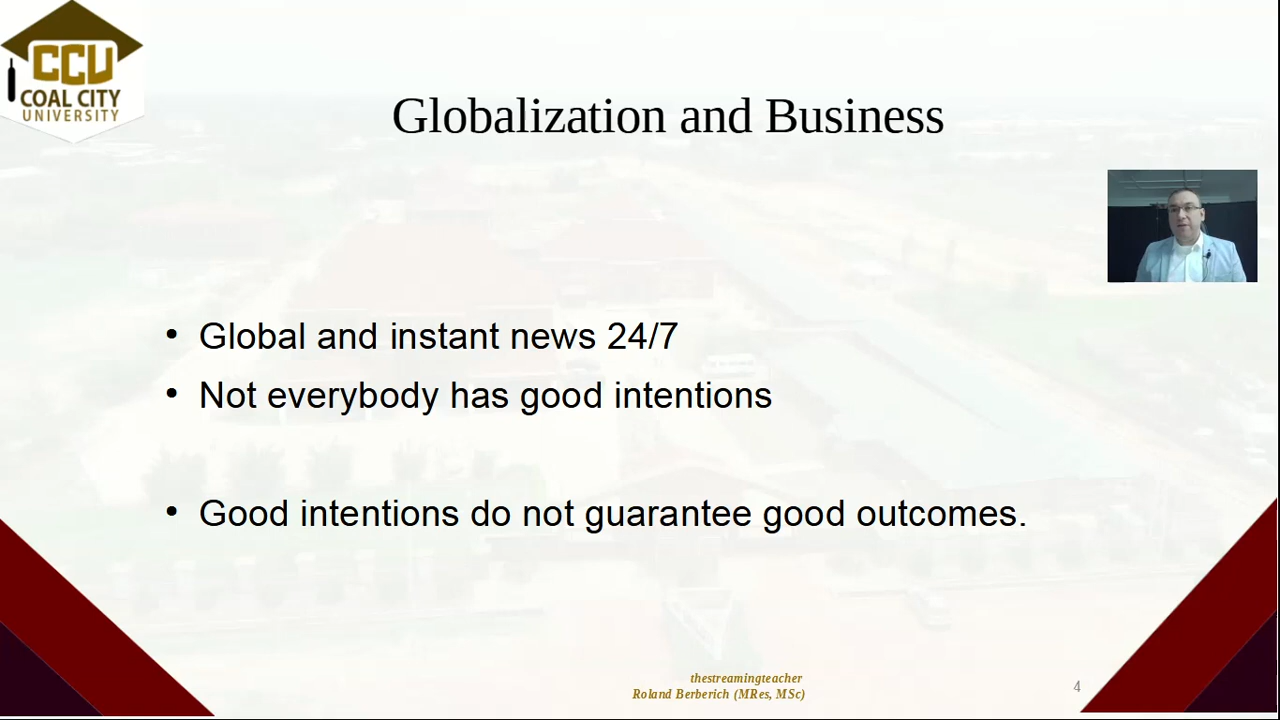 CCU
COAL CITY
UNIVERSITY
Globalization and Business
• Global and instant news 24/7
• Not everybody has good intentions
• Good intentions do not guarantee good outcomes.
thestreamingteacher
Roland Berberich (MRes, MSc)
4